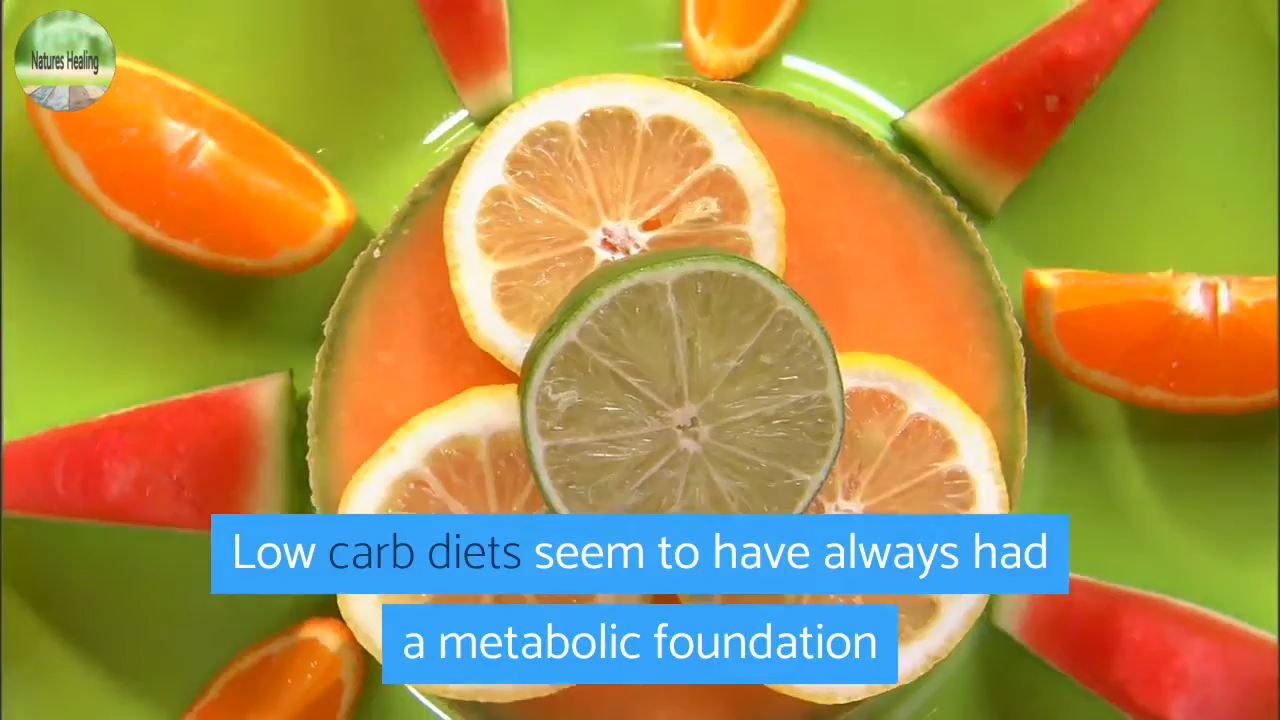 Natures Healing
Low carb diets seem to have always had
a metabolic foundation